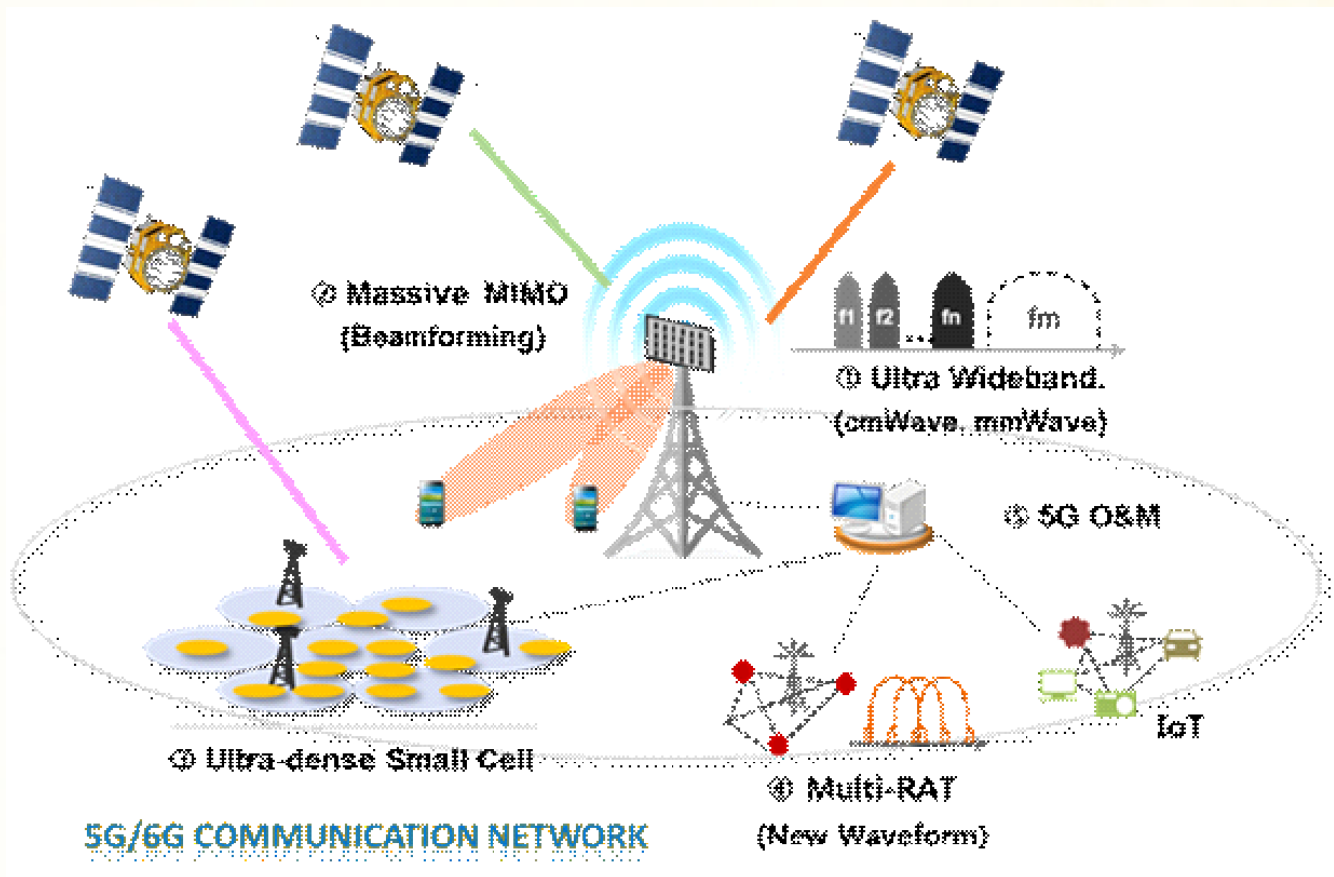 ② Massive MIMO
(Beamforming)
f1 f2 ... fn fm
① Ultra Wideband.
(cmWave, mmWave)
⑤ 5G O&M
IoT
③ Ultra-dense Small Cell
④ Multi-RAT
(New Waveform)
5G/6G COMMUNICATION NETWORK